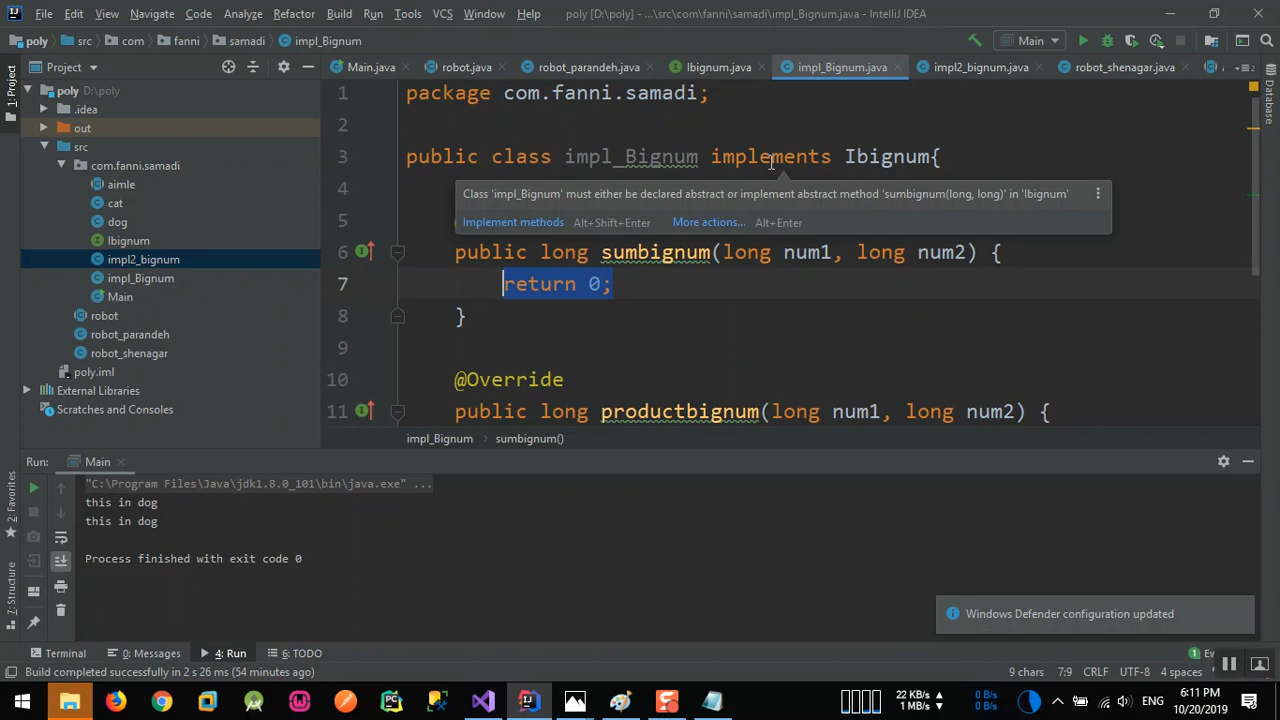 File Edit View Navigate Code Analyze Refactor Build Run Tools VCS Window Help poly [D:\poly] - ...\src\com\fanni\samadi\impl_Bignum.java - IntelliJ IDEA
poly src com fanni samadi impl_Bignum Main
1: Project
Project
Main.java robot.java robot_parandeh.java Ibignum.java impl_Bignum.java impl2_bignum.java robot_shenagar.java
Database
poly D:\poly
.idea
out
src
com.fanni.samadi
aimle
cat
dog
Ibignum
impl2_bignum
impl_Bignum
Main
robot
robot_parandeh
robot_shenagar
poly.iml
External Libraries
Scratches and Consoles
1 package com.fanni.samadi;
2
3 public class impl_Bignum implements Ibignum{
4
Class 'impl_Bignum' must either be declared abstract or implement abstract method 'sumbignum(long, long)' in 'Ibignum'
Implement methods Alt+Shift+Enter More actions... Alt+Enter
5
6 public long sumbignum(long num1, long num2) {
7 return 0;
8 }
9
10 @Override
11 public long productbignum(long num1, long num2) {
impl_Bignum sumbignum()
Run: Main
"C:\Program Files\Java\jdk1.8.0_101\bin\java.exe" ...
this in dog
this in dog
Process finished with exit code 0
2: Favorites
7: Structure
Windows Defender configuration updated
Terminal 0: Messages 4: Run 6: TODO 1
Build completed successfully in 2 s 26 ms (54 minutes ago) 9 chars 7:9 CRLF UTF-8 4 spaces
22 KB/s 0 B/s ENG 6:11 PM
1 MB/s 0 B/s 10/20/2019